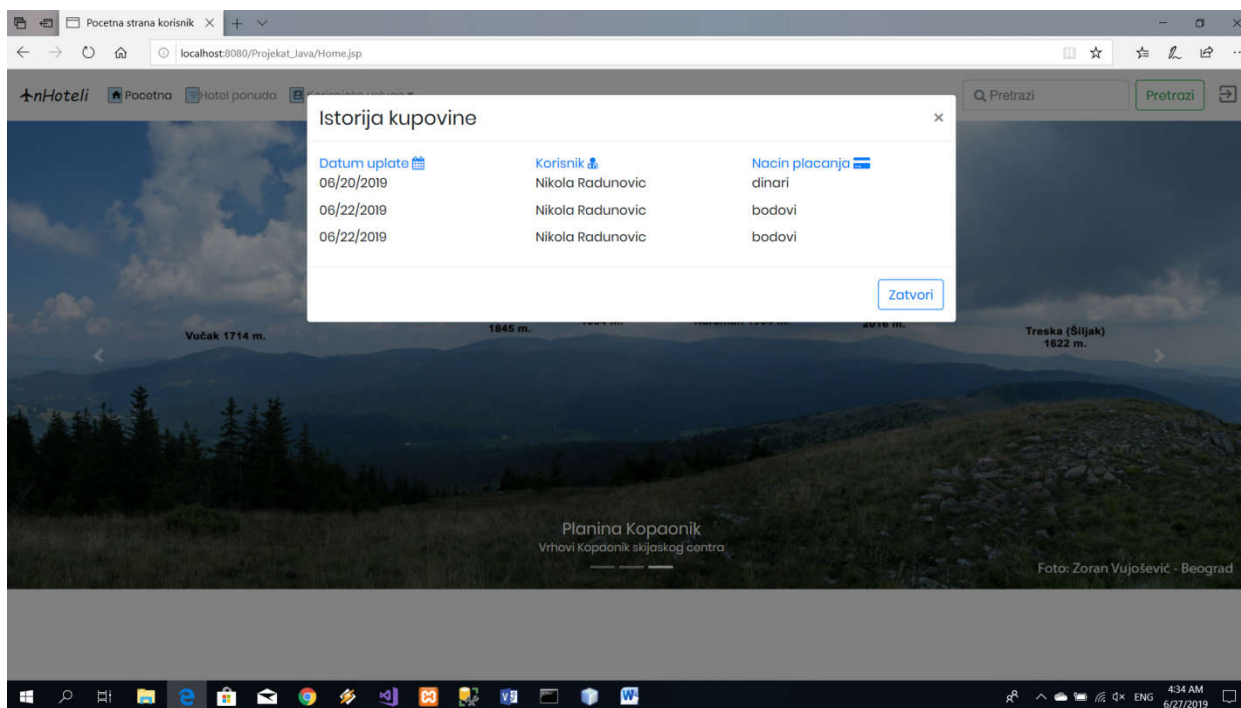 Pocetna strana korisnik
localhost:8080/Projekat_Java/Home.jsp
nHoteli Pocetna Hotel ponuda Pretrazi Pretrazi
Istorija kupovine ×
Datum uplate Korisnik Nacin placanja
06/20/2019 Nikola Radunovic dinari
06/22/2019 Nikola Radunovic bodovi
06/22/2019 Nikola Radunovic bodovi
Zatvori
Vučak 1714 m.
1845 m.
2016 m.
Treska (Šiljak)
1622 m.
Planina Kopaonik
Vrhovi Kopaonik skijaskog centra
Foto: Zoran Vujošević - Beograd
ENG
4:34 AM
6/27/2019